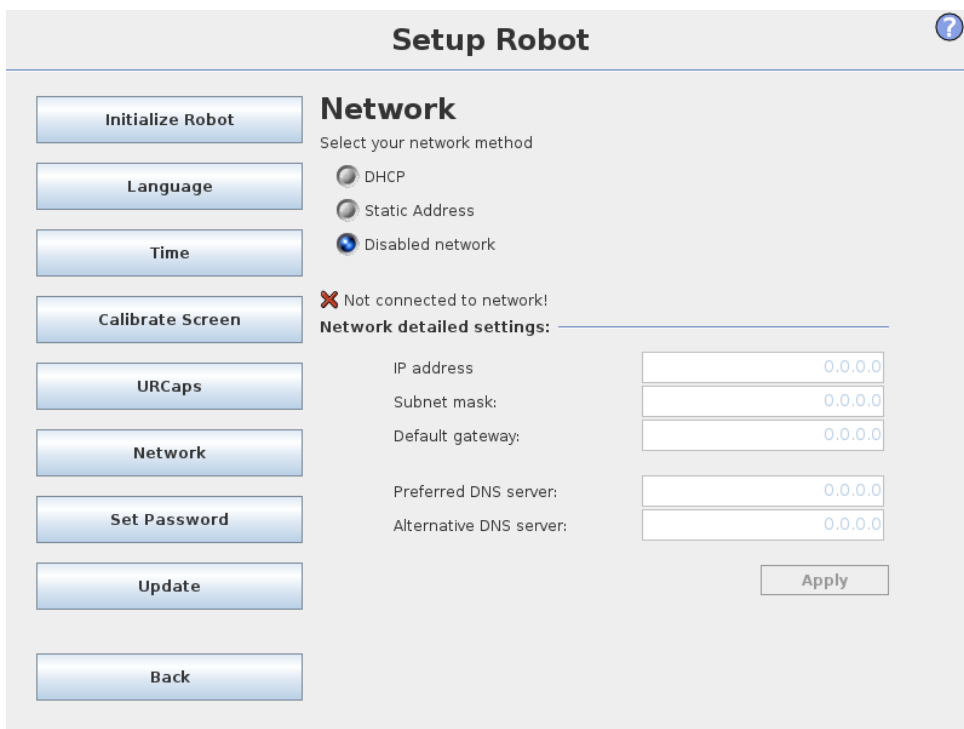 Setup Robot
?
Initialize Robot
Language
Time
Calibrate Screen
URCaps
Network
Set Password
Update
Back
Network
Select your network method
DHCP
Static Address
Disabled network
Not connected to network!
Network detailed settings:
IP address 0.0.0.0
Subnet mask: 0.0.0.0
Default gateway: 0.0.0.0
Preferred DNS server: 0.0.0.0
Alternative DNS server: 0.0.0.0
Apply